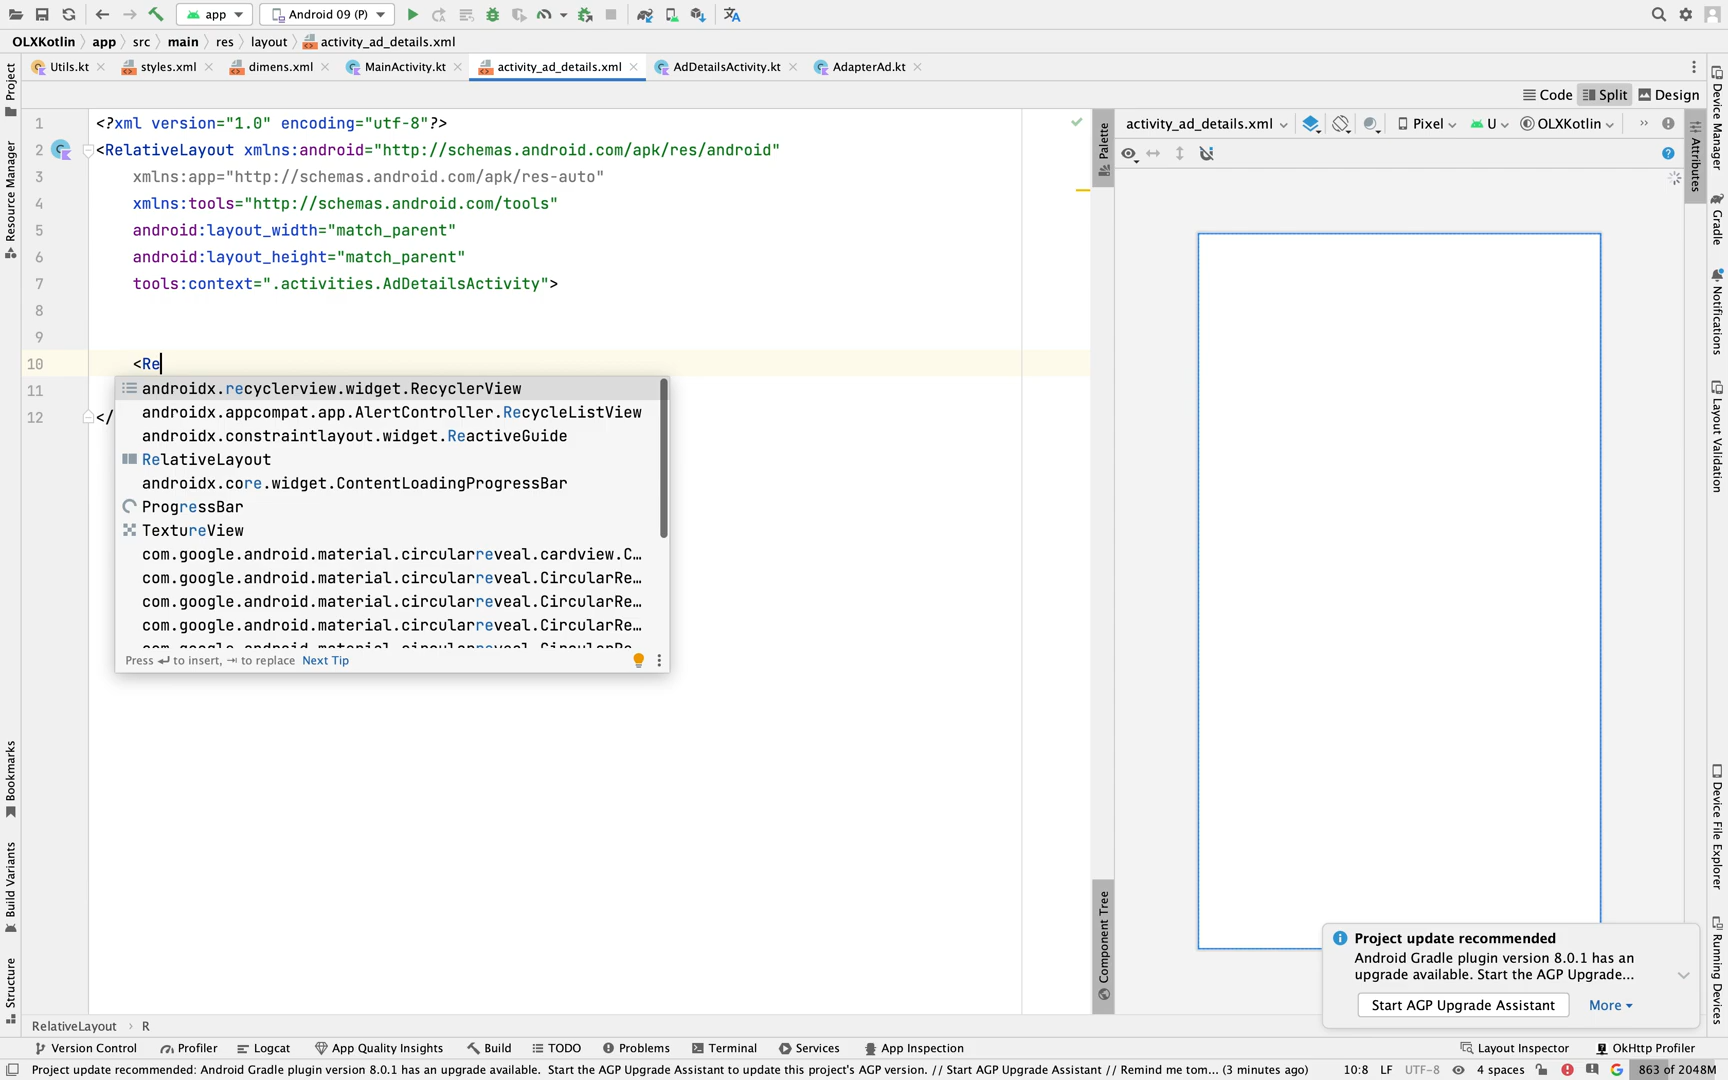 app
Android 09 (P)
OLXKotlin
app
src
main
res
layout
activity_ad_details.xml
Utils.kt
styles.xml
dimens.xml
MainActivity.kt
activity_ad_details.xml
AdDetailsActivity.kt
AdapterAd.kt
Code
Split
Design
Project
Resource Manager
Bookmarks
Build Variants
Structure
1 <?xml version="1.0" encoding="utf-8"?>
2 <RelativeLayout xmlns:android="http://schemas.android.com/apk/res/android"
3 xmlns:app="http://schemas.android.com/apk/res-auto"
4 xmlns:tools="http://schemas.android.com/tools"
5 android:layout_width="match_parent"
6 android:layout_height="match_parent"
7 tools:context=".activities.AdDetailsActivity">
8
9
10 <Re
11
12 </
androidx.recyclerview.widget.RecyclerView
androidx.appcompat.app.AlertController.RecycleListView
androidx.constraintlayout.widget.ReactiveGuide
RelativeLayout
androidx.core.widget.ContentLoadingProgressBar
ProgressBar
TextureView
com.google.android.material.circularreveal.cardview.C…
com.google.android.material.circularreveal.CircularRe…
com.google.android.material.circularreveal.CircularRe…
com.google.android.material.circularreveal.CircularRe…
Press ↵ to insert, ⇥ to replace Next Tip
Palette
Component Tree
activity_ad_details.xml
Pixel
U
OLXKotlin
Attributes
Device Manager
Gradle
Notifications
Layout Validation
Device File Explorer
Running Devices
Project update recommended
Android Gradle plugin version 8.0.1 has an
upgrade available. Start the AGP Upgrade...
Start AGP Upgrade Assistant
More
RelativeLayout
R
Version Control
Profiler
Logcat
App Quality Insights
Build
TODO
Problems
Terminal
Services
App Inspection
Layout Inspector
OkHttp Profiler
Project update recommended: Android Gradle plugin version 8.0.1 has an upgrade available. Start the AGP Upgrade Assistant to update this project's AGP version. // Start AGP Upgrade Assistant // Remind me tom... (3 minutes ago)
10:8 LF UTF-8 4 spaces 863 of 2048M